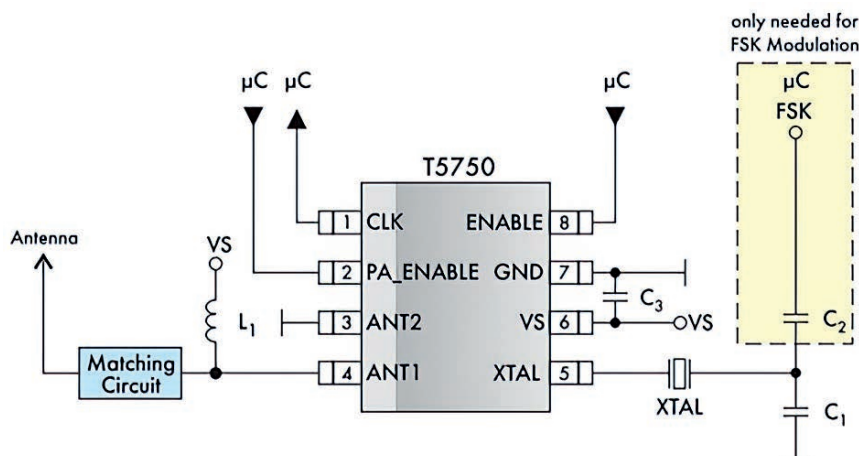 only needed for
FSK Modulation
µC
FSK
µC
µC
µC
T5750
1 CLK
ENABLE 8
Antenna
VS
2 PA_ENABLE
GND 7
C3
L1
3 ANT2
VS 6
VS
C2
Matching
Circuit
4 ANT1
XTAL 5
XTAL
C1